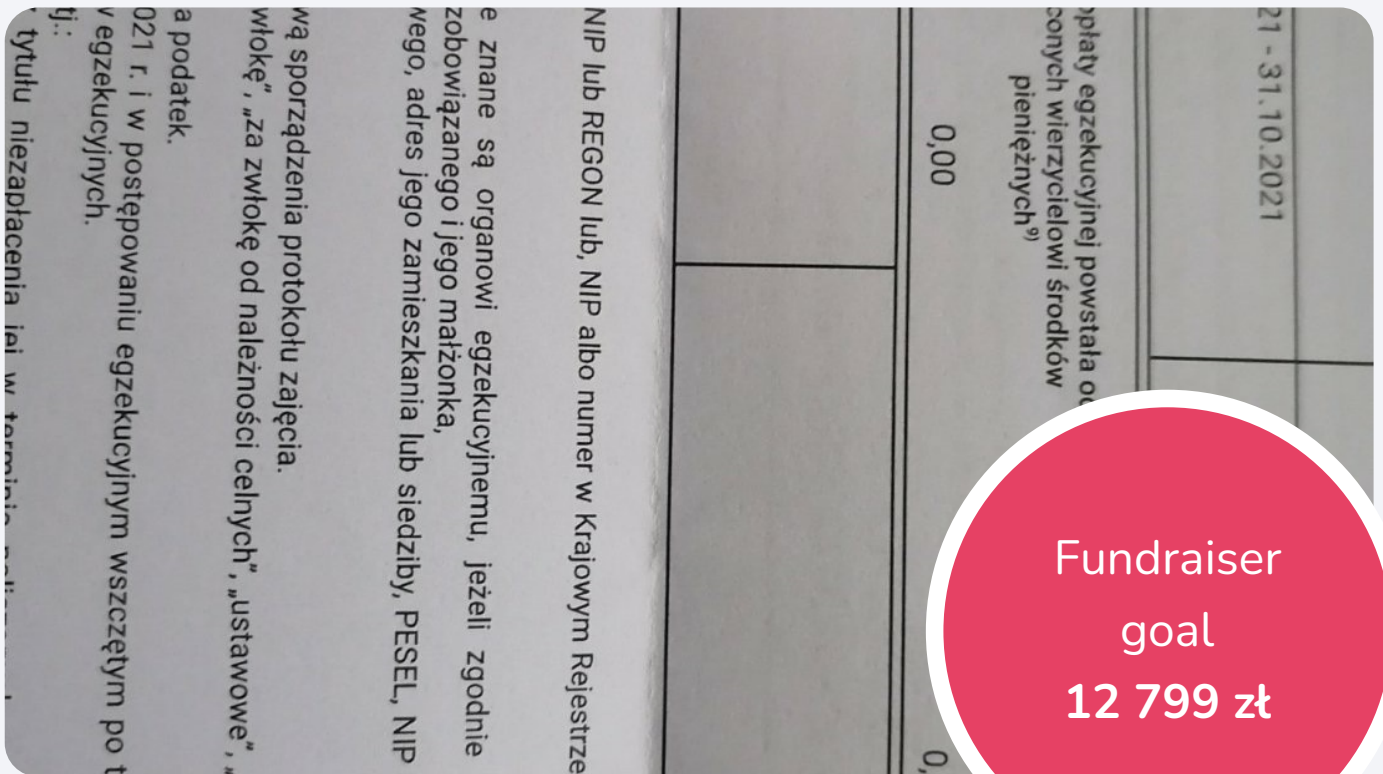 21 - 31.10.2021
opłaty egzekucyjnej powstała
conych wierzycielowi środków
pieniężnych⁹⁾
0,00 0,
NIP lub REGON lub, NIP albo numer w Krajowym Rejestrze
e znane są organowi egzekucyjnemu, jeżeli zgodnie
zobowiązanego i jego małżonka,
wego, adres jego zamieszkania lub siedziby, PESEL, NIP
wą sporządzenia protokołu zajęcia.
włokę", „za zwłokę od należności celnych", „ustawowe", „
a podatek.
021 r. i w postępowaniu egzekucyjnym wszczętym po t
w egzekucyjnych.
tj.:
tytułu niezapłacenia jej w terminie
Fundraiser
goal
12 799 zł